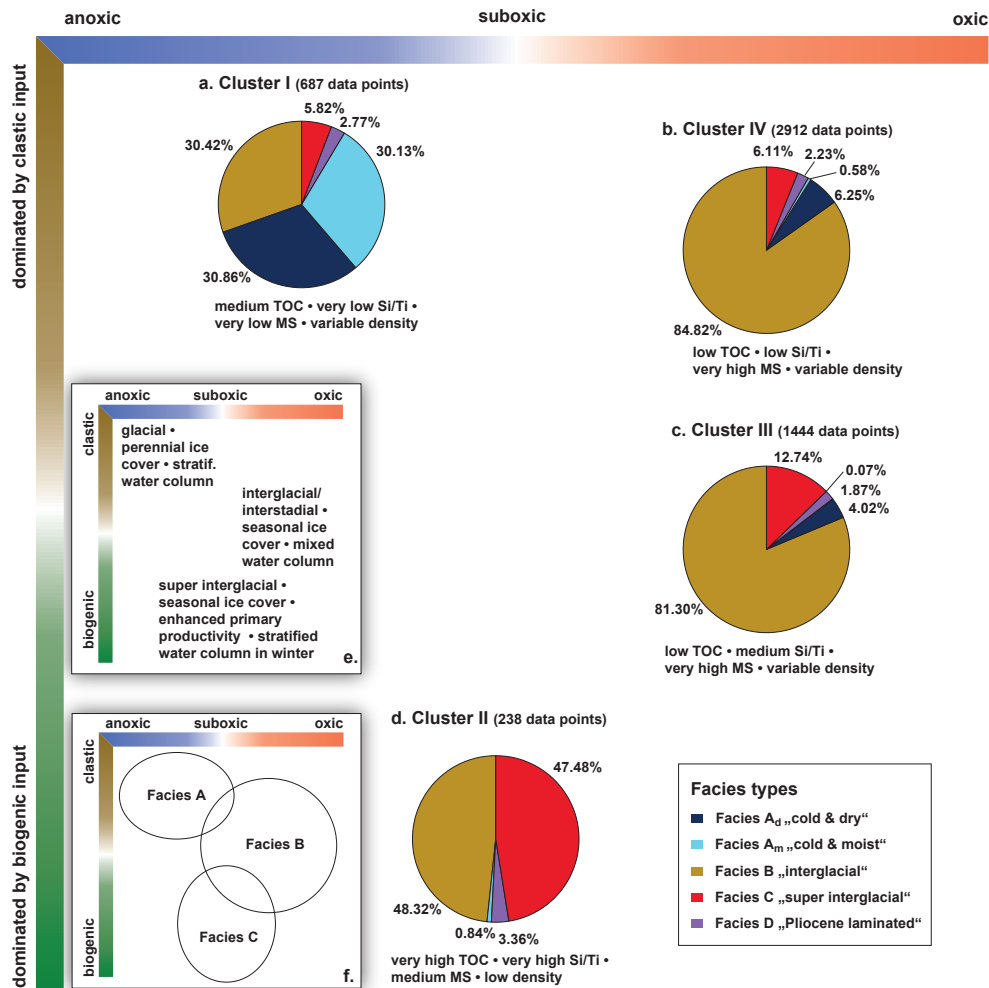 anoxic
suboxic
oxic
dominated by clastic input
dominated by biogenic input
a. Cluster I (687 data points)
5.82%
2.77%
30.13%
30.42%
30.86%
medium TOC • very low Si/Ti •
very low MS • variable density
b. Cluster IV (2912 data points)
6.11%
2.23%
0.58%
6.25%
84.82%
low TOC • low Si/Ti •
very high MS • variable density
c. Cluster III (1444 data points)
12.74%
0.07%
1.87%
4.02%
81.30%
low TOC • medium Si/Ti •
very high MS • variable density
anoxic
suboxic
oxic
clastic
biogenic
glacial •
perennial ice
cover • stratif.
water column
interglacial/
interstadial •
seasonal ice
cover • mixed
water column
super interglacial •
seasonal ice cover •
enhanced primary
productivity • stratified
water column in winter
e.
anoxic
suboxic
oxic
clastic
biogenic
Facies A
Facies B
Facies C
f.
d. Cluster II (238 data points)
47.48%
48.32%
0.84%
3.36%
very high TOC • very high Si/Ti •
medium MS • low density
Facies types
Facies Ad „cold & dry“
Facies Am „cold & moist“
Facies B „interglacial“
Facies C „super interglacial“
Facies D „Pliocene laminated“